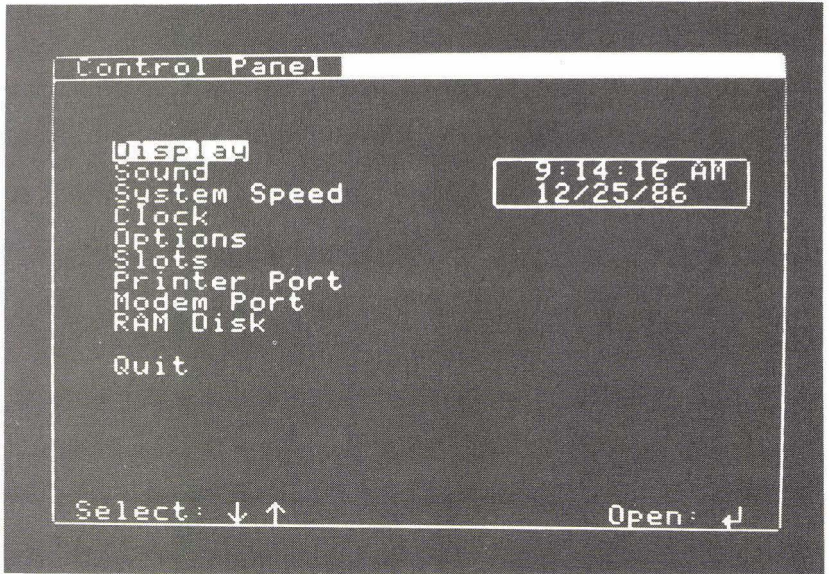 Control Panel
Display
Sound
System Speed
Clock
Options
Slots
Printer Port
Modem Port
RAM Disk
Quit
9:14:16 AM
12/25/86
Select: ↓ ↑
Open: ↵